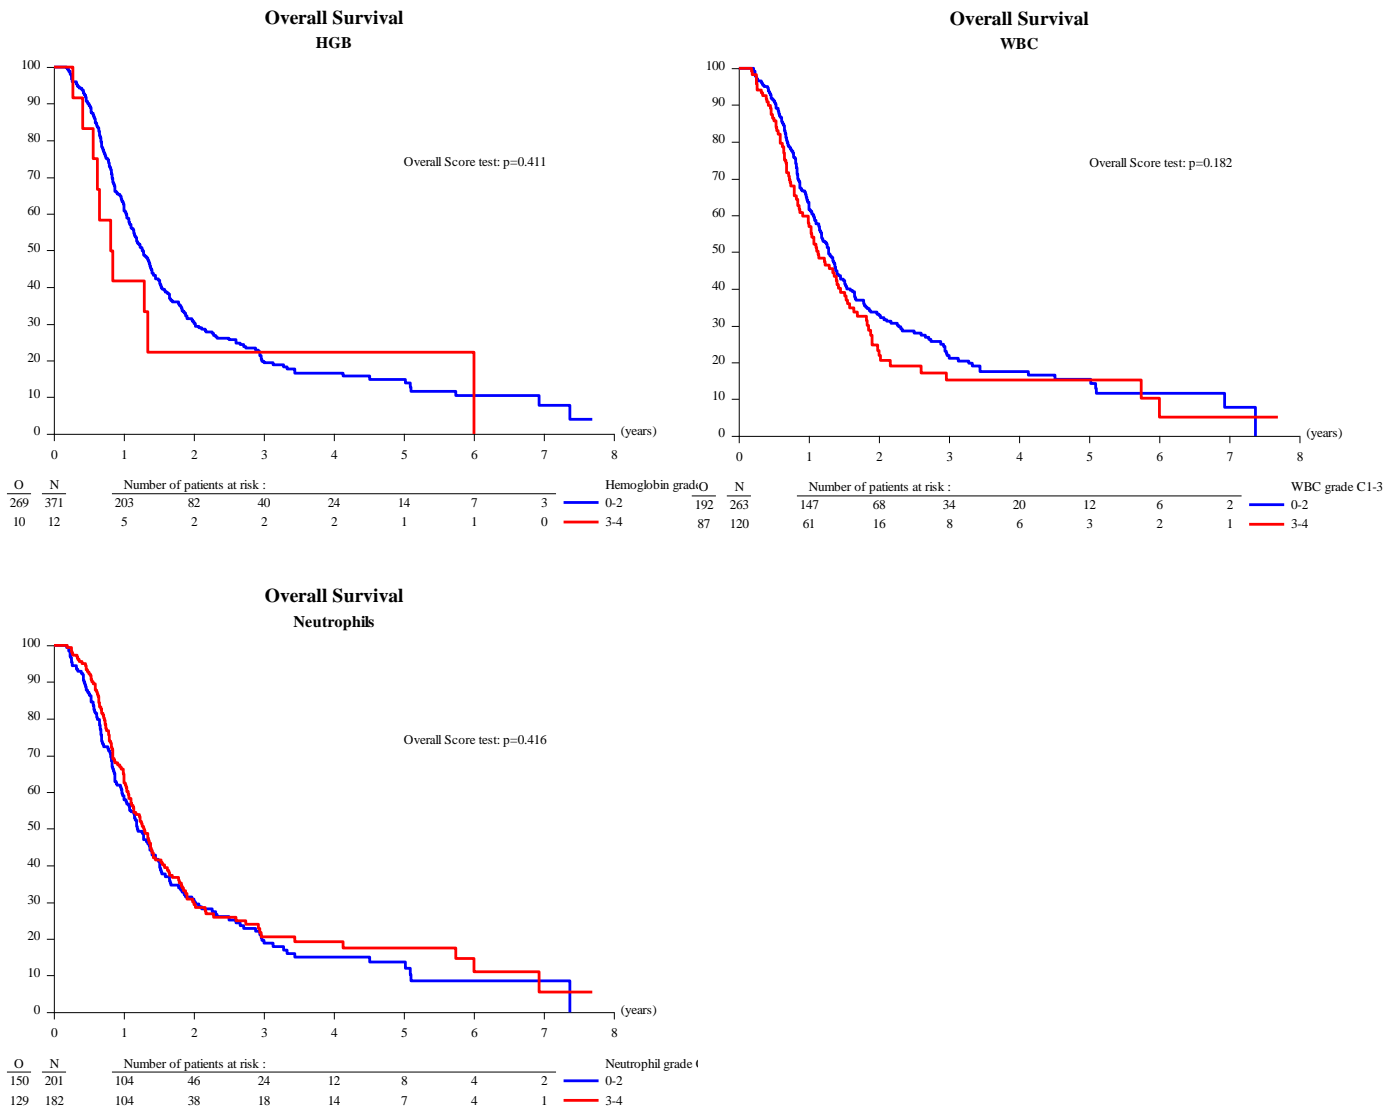 Overall Survival
HGB
100
90
80
70
60
50
40
30
20
10
0
Overall Score test: p=0.411
(years)
0 1 2 3 4 5 6 7 8
O N Number of patients at risk : Hemoglobin grade
269 371 203 82 40 24 14 7 3 0-2
10 12 5 2 2 2 1 1 0 3-4
Overall Survival
WBC
100
90
80
70
60
50
40
30
20
10
0
Overall Score test: p=0.182
(years)
0 1 2 3 4 5 6 7 8
O N Number of patients at risk : WBC grade C1-3
192 263 147 68 34 20 12 6 2 0-2
87 120 61 16 8 6 3 2 1 3-4
Overall Survival
Neutrophils
100
90
80
70
60
50
40
30
20
10
0
Overall Score test: p=0.416
(years)
0 1 2 3 4 5 6 7 8
O N Number of patients at risk : Neutrophil grade
150 201 104 46 24 12 8 4 2 0-2
129 182 104 38 18 14 7 4 1 3-4